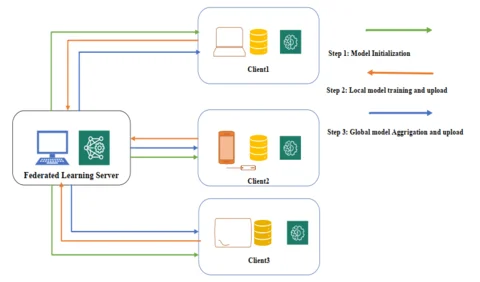 Client1
Step 1: Model Initialization
Step 2: Local model training and upload
Step 3: Global model Aggrigation and upload
Federated Learning Server
Client2
Client3